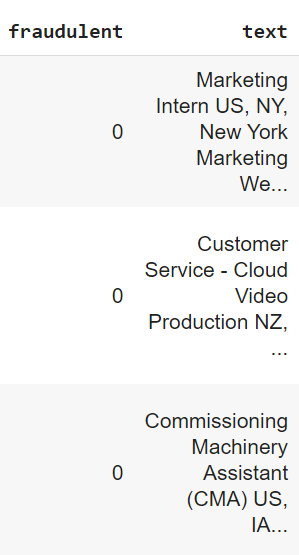 fraudulent text
Marketing
Intern US, NY,
0 New York
Marketing
We...
Customer
Service - Cloud
0 Video
Production NZ,
...
Commissioning
Machinery
0 Assistant
(CMA) US,
IA...